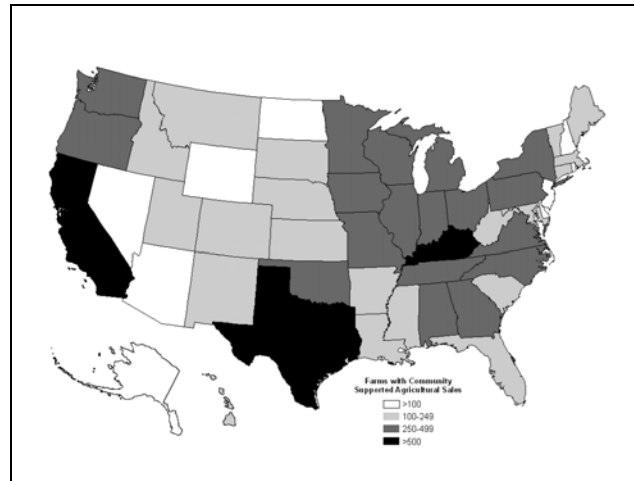 Farms with Community
Supported Agricultural Sales
>100
100-249
250-499
>500